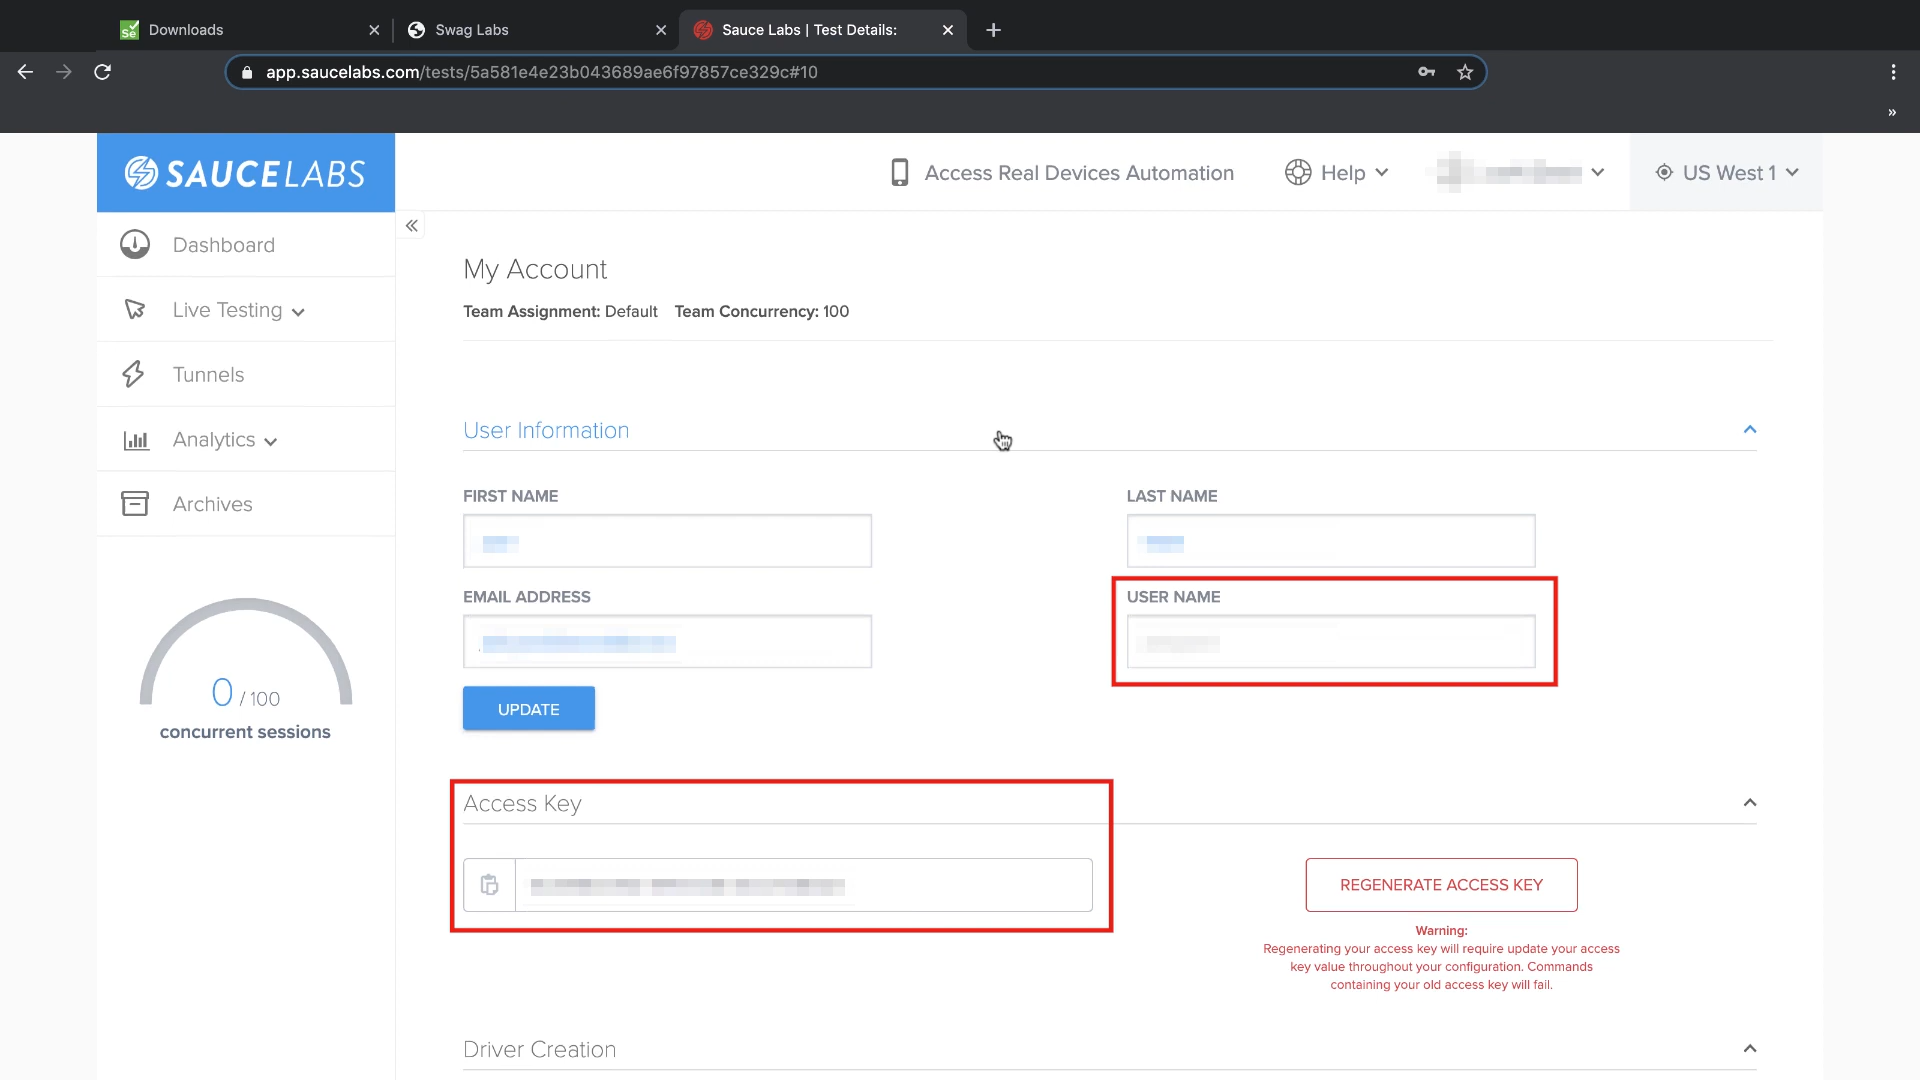 Downloads
Swag Labs
Sauce Labs | Test Details:
app.saucelabs.com/tests/5a581e4e23b043689ae6f97857ce329c#10
»
SAUCELABS
Access Real Devices Automation
Help
US West 1
Dashboard
Live Testing
Tunnels
Analytics
Archives
0 / 100
concurrent sessions
My Account
Team Assignment: Default Team Concurrency: 100
User Information
FIRST NAME
LAST NAME
EMAIL ADDRESS
USER NAME
UPDATE
Access Key
REGENERATE ACCESS KEY
Warning:
Regenerating your access key will require update your access
key value throughout your configuration. Commands
containing your old access key will fail.
Driver Creation